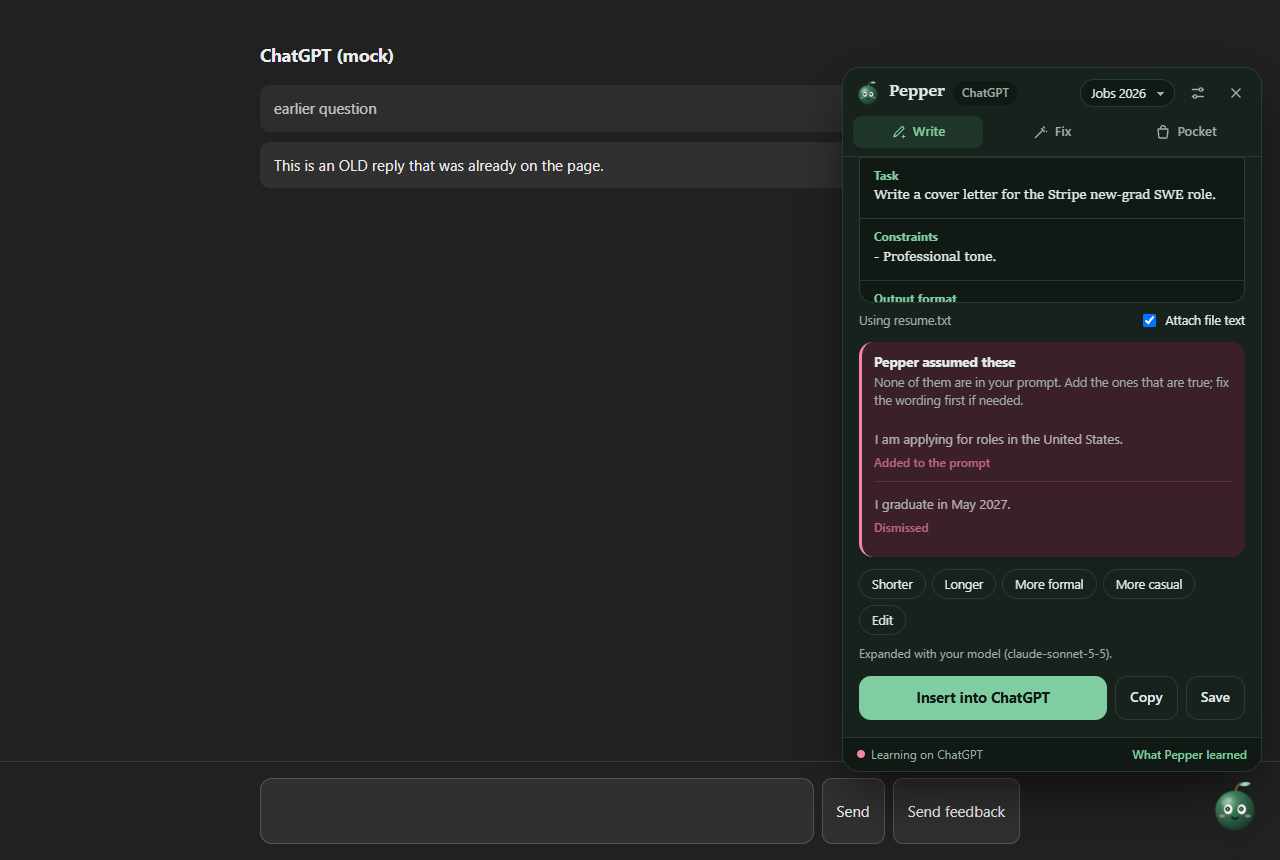 ChatGPT (mock)
earlier question
This is an OLD reply that was already on the page.
Pepper
ChatGPT
Jobs 2026
Write
Fix
Pocket
Task
Write a cover letter for the Stripe new-grad SWE role.
Constraints
- Professional tone.
Output format
Using resume.txt
Attach file text
Pepper assumed these
None of them are in your prompt. Add the ones that are true; fix
the wording first if needed.
I am applying for roles in the United States.
Added to the prompt
I graduate in May 2027.
Dismissed
Shorter
Longer
More formal
More casual
Edit
Expanded with your model (claude-sonnet-5-5).
Insert into ChatGPT
Copy
Save
Learning on ChatGPT
What Pepper learned
Send
Send feedback